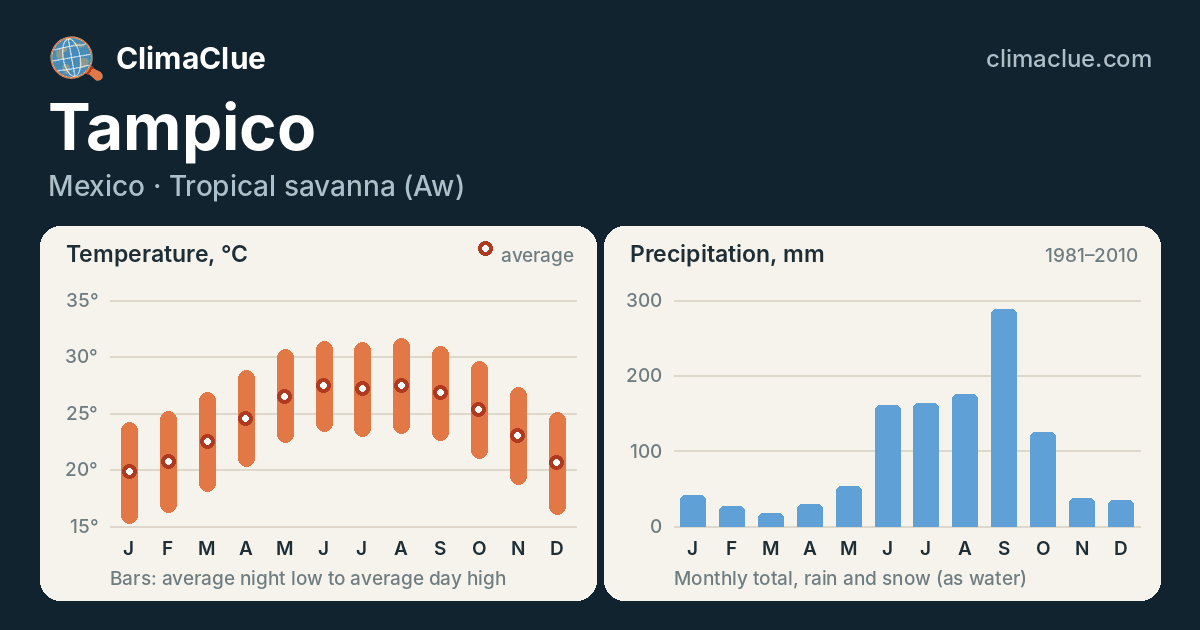 ClimaClue
climaclue.com
Tampico
Mexico · Tropical savanna (Aw)
Temperature, °C
average
35°
30°
25°
20°
15°
J F M A M J J A S O N D
Bars: average night low to average day high
Precipitation, mm
1981–2010
300
200
100
0
J F M A M J J A S O N D
Monthly total, rain and snow (as water)